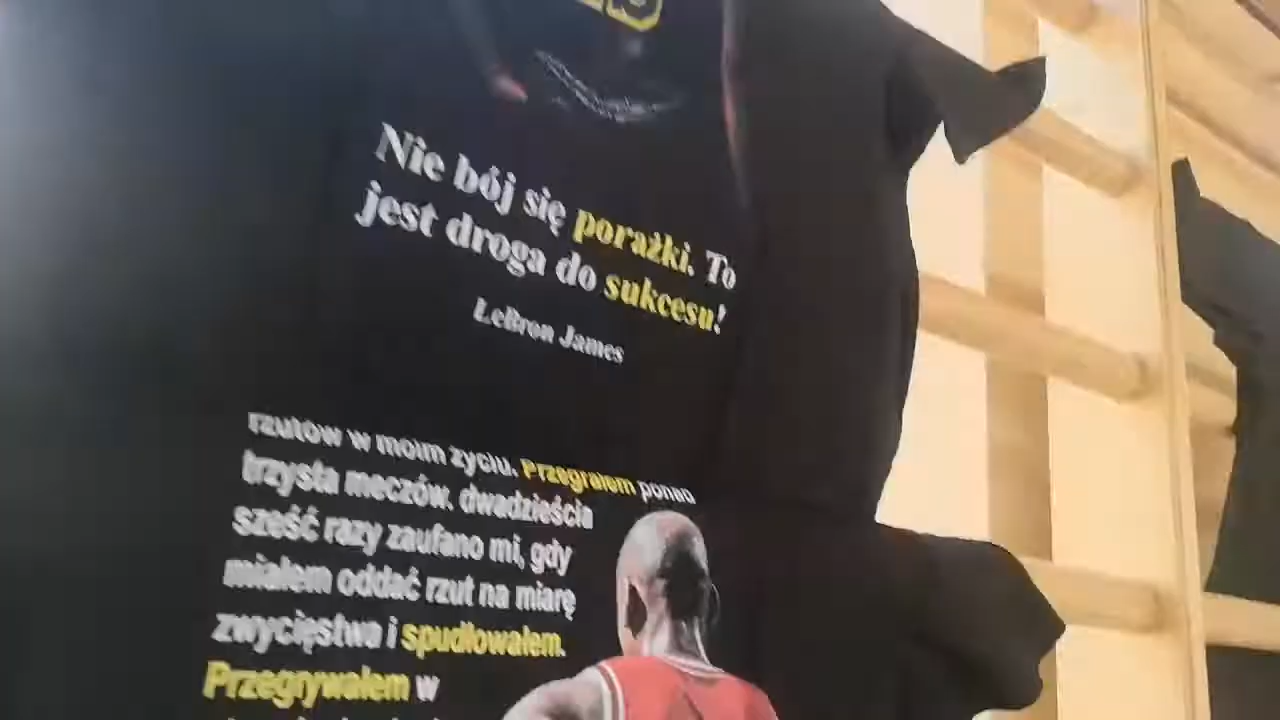 Nie bój się porażki. To
jest droga do sukcesu!
LeBron James
rzutów w moim życiu. Przegrałem ponad
trzysta meczów. dwadzieścia
sześć razy zaufano mi, gdy
miałem oddać rzut na miarę
zwycięstwa i spudłowałem.
Przegrywałem w